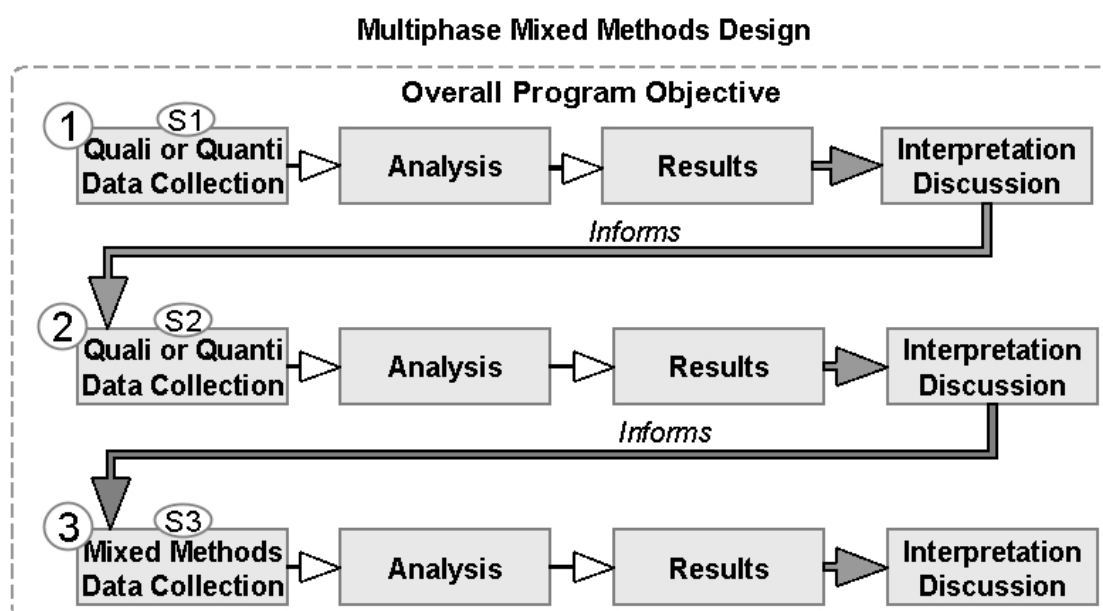 Multiphase Mixed Methods Design
Overall Program Objective
1
S1
Quali or Quanti
Data Collection
Analysis
Results
Interpretation
Discussion
Informs
2
S2
Quali or Quanti
Data Collection
Analysis
Results
Interpretation
Discussion
Informs
3
S3
Mixed Methods
Data Collection
Analysis
Results
Interpretation
Discussion